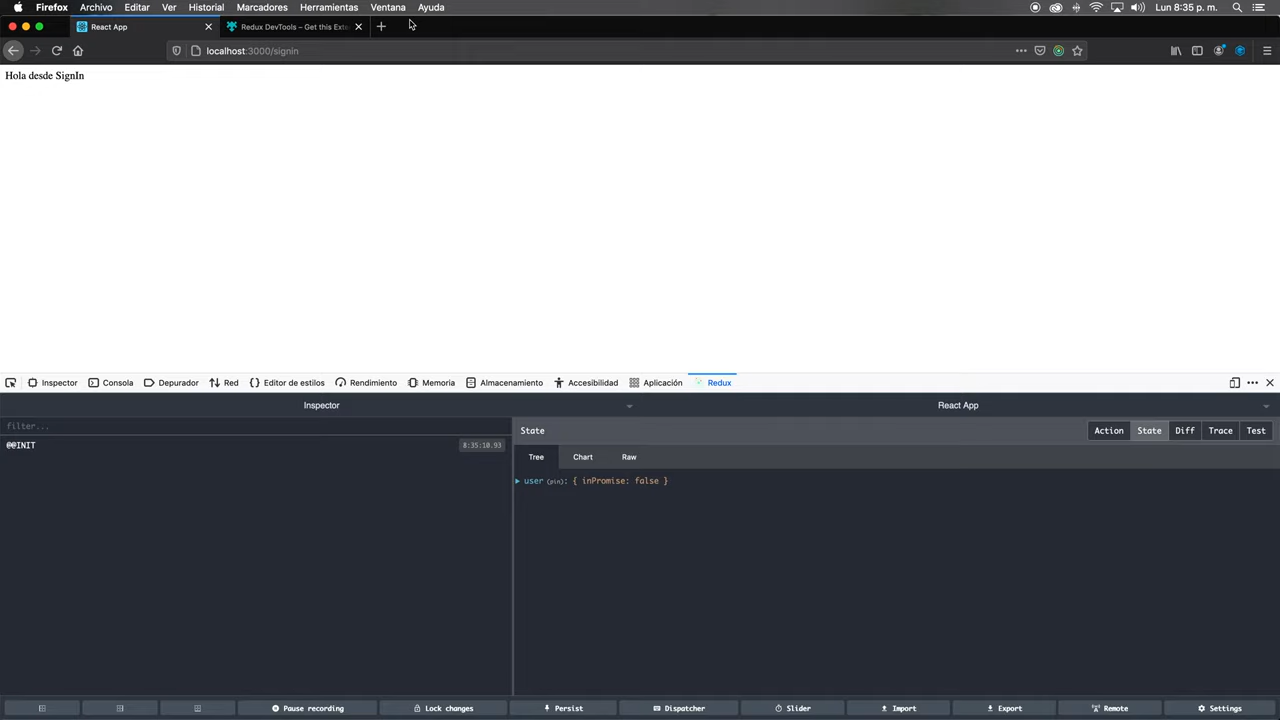 Firefox Archivo Editar Ver Historial Marcadores Herramientas Ventana Ayuda Lun 8:35 p. m.
React App Redux DevTools – Get this Exte
localhost:3000/signin
Hola desde SignIn
Inspector Consola Depurador Red Editor de estilos Rendimiento Memoria Almacenamiento Accesibilidad Aplicación Redux
Inspector React App
filter...
State Action State Diff Trace Test
@@INIT 8:35:10.93
Tree Chart Raw
user (pin): { inPromise: false }
Pause recording Lock changes Persist Dispatcher Slider Import Export Remote Settings